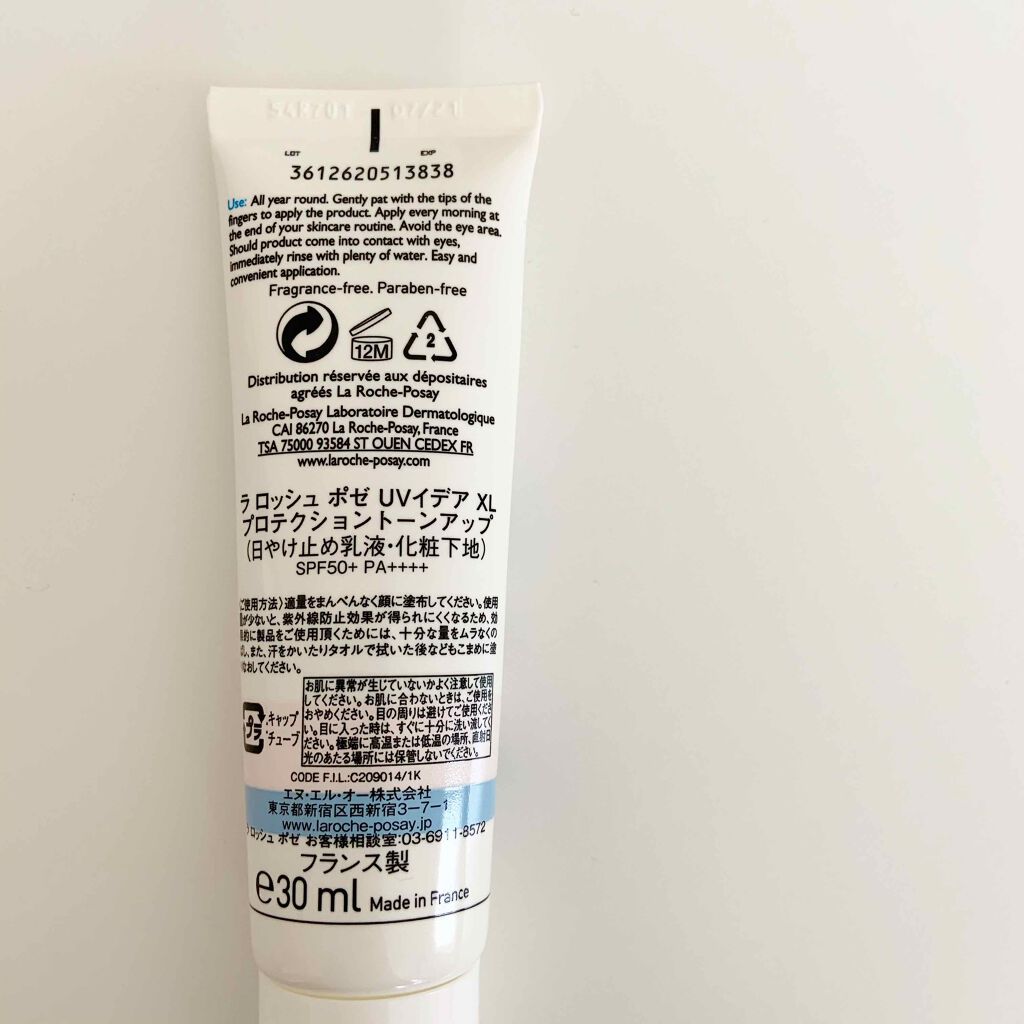 54E701 07/21
LOT EXP
3612620513838
Use: All year round. Gently pat with the tips of the
fingers to apply the product. Apply every morning at
the end of your skincare routine. Avoid the eye area.
Should product come into contact with eyes,
immediately rinse with plenty of water. Easy and
convenient application.
Fragrance-free. Paraben-free
12M
2
Distribution réservée aux dépositaires
agréés La Roche-Posay
La Roche-Posay Laboratoire Dermatologique
CAI 86270 La Roche-Posay, France
TSA 75000 93584 ST OUEN CEDEX FR
www.laroche-posay.com
ラ ロッシュ ポゼ UVイデア XL
プロテクショントーンアップ
(日やけ止め乳液・化粧下地)
SPF50+ PA++++
ご使用方法〉適量をまんべんなく顔に塗布してください。使用
が少ないと、紫外線防止効果が得られにくくなるため、効
的に製品をご使用頂くためには、十分な量をムラなくの
し、また、汗をかいたりタオルで拭いた後などもこまめに塗
なおしてください。
お肌に異常が生じていないかよく注意して使用
してください。お肌に合わないときは、ご使用を
おやめください。目の周りは避けてご使用くださ
い。目に入った時は、すぐに十分に洗い流してく
ださい。極端に高温または低温の場所、直射日
光のあたる場所には保管しないでください。
プラ
:キャップ
チューブ
CODE F.I.L.:C209014/1K
エヌ・エル・オー株式会社
東京都新宿区西新宿3-7-1
www.laroche-posay.jp
ラ ロッシュ ポゼ お客様相談室:03-6911-8572
フランス製
℮30 ml Made in France